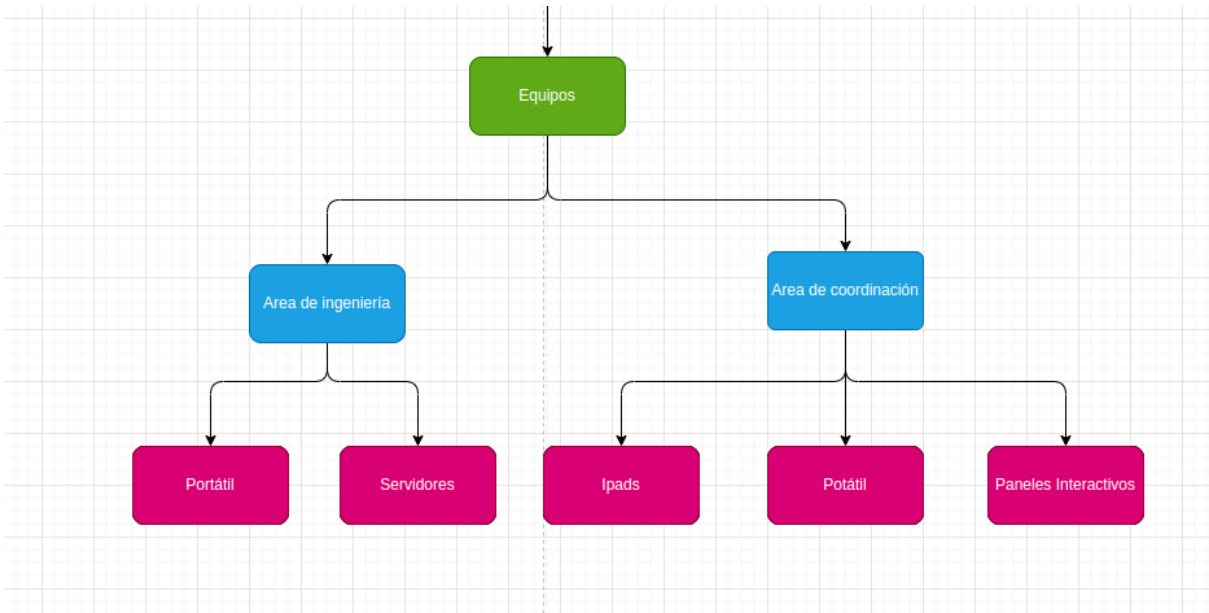 Equipos
Area de ingeniería
Area de coordinación
Portátil
Servidores
Ipads
Potátil
Paneles Interactivos